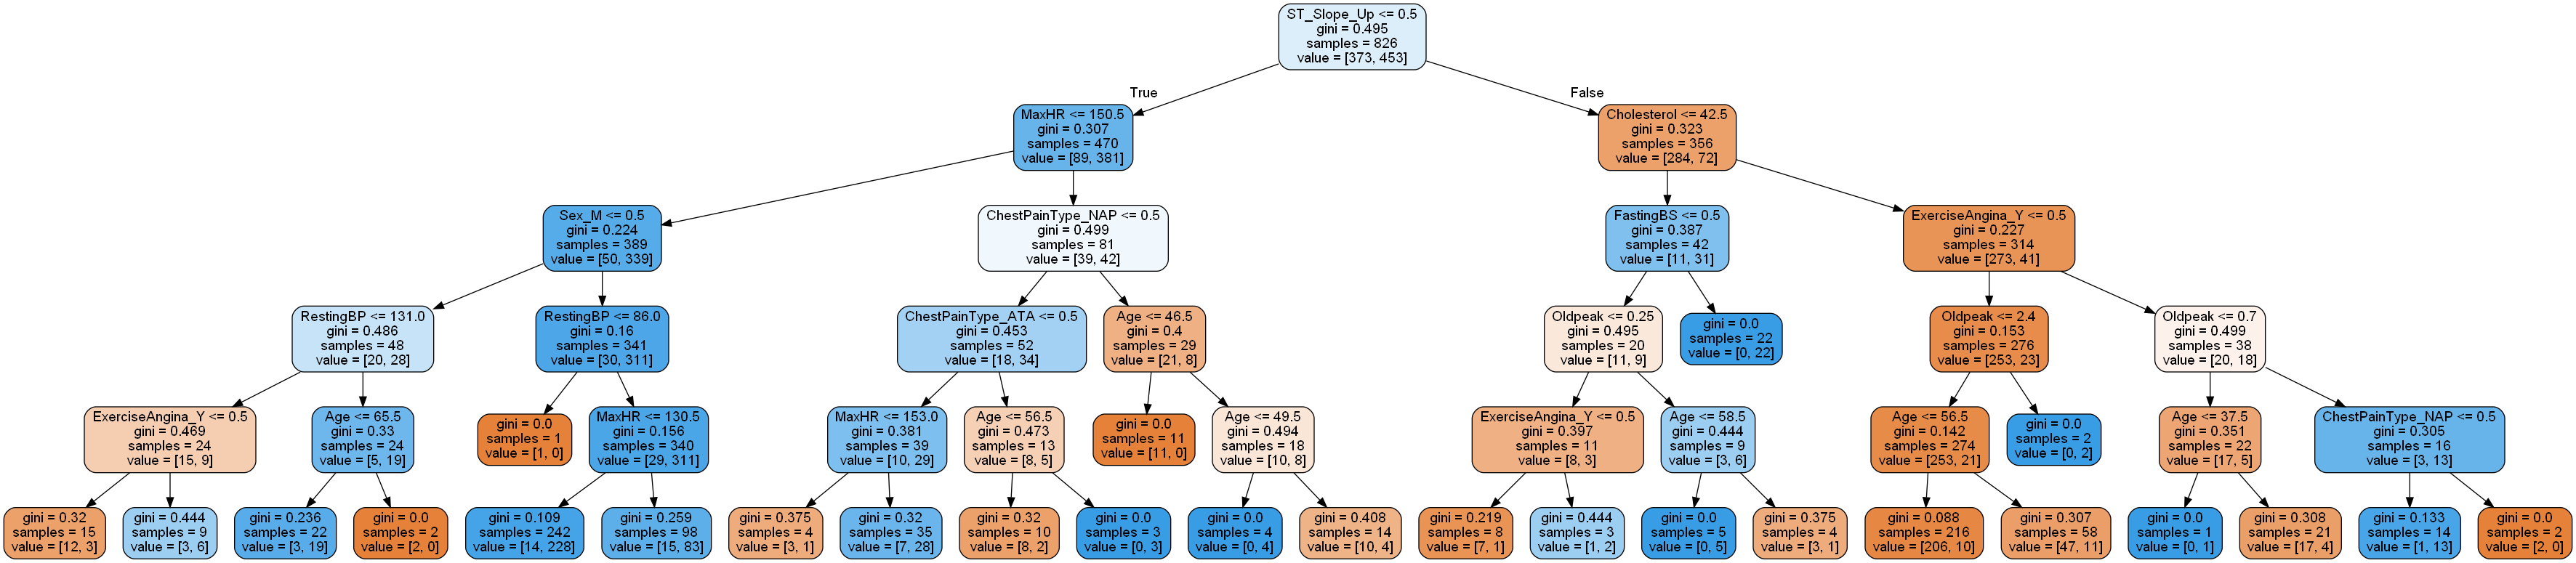 ST_Slope_Up <= 0.5
gini = 0.495
samples = 826
value = [373, 453]
True
False
MaxHR <= 150.5
gini = 0.307
samples = 470
value = [89, 381]
Cholesterol <= 42.5
gini = 0.323
samples = 356
value = [284, 72]
Sex_M <= 0.5
gini = 0.224
samples = 389
value = [50, 339]
ChestPainType_NAP <= 0.5
gini = 0.499
samples = 81
value = [39, 42]
FastingBS <= 0.5
gini = 0.387
samples = 42
value = [11, 31]
ExerciseAngina_Y <= 0.5
gini = 0.227
samples = 314
value = [273, 41]
RestingBP <= 131.0
gini = 0.486
samples = 48
value = [20, 28]
RestingBP <= 86.0
gini = 0.16
samples = 341
value = [30, 311]
ChestPainType_ATA <= 0.5
gini = 0.453
samples = 52
value = [18, 34]
Age <= 46.5
gini = 0.4
samples = 29
value = [21, 8]
Oldpeak <= 0.25
gini = 0.495
samples = 20
value = [11, 9]
gini = 0.0
samples = 22
value = [0, 22]
Oldpeak <= 2.4
gini = 0.153
samples = 276
value = [253, 23]
Oldpeak <= 0.7
gini = 0.499
samples = 38
value = [20, 18]
ExerciseAngina_Y <= 0.5
gini = 0.469
samples = 24
value = [15, 9]
Age <= 65.5
gini = 0.33
samples = 24
value = [5, 19]
gini = 0.0
samples = 1
value = [1, 0]
MaxHR <= 130.5
gini = 0.156
samples = 340
value = [29, 311]
MaxHR <= 153.0
gini = 0.381
samples = 39
value = [10, 29]
Age <= 56.5
gini = 0.473
samples = 13
value = [8, 5]
gini = 0.0
samples = 11
value = [11, 0]
Age <= 49.5
gini = 0.494
samples = 18
value = [10, 8]
ExerciseAngina_Y <= 0.5
gini = 0.397
samples = 11
value = [8, 3]
Age <= 58.5
gini = 0.444
samples = 9
value = [3, 6]
Age <= 56.5
gini = 0.142
samples = 274
value = [253, 21]
gini = 0.0
samples = 2
value = [0, 2]
Age <= 37.5
gini = 0.351
samples = 22
value = [17, 5]
ChestPainType_NAP <= 0.5
gini = 0.305
samples = 16
value = [3, 13]
gini = 0.32
samples = 15
value = [12, 3]
gini = 0.444
samples = 9
value = [3, 6]
gini = 0.236
samples = 22
value = [3, 19]
gini = 0.0
samples = 2
value = [2, 0]
gini = 0.109
samples = 242
value = [14, 228]
gini = 0.259
samples = 98
value = [15, 83]
gini = 0.375
samples = 4
value = [3, 1]
gini = 0.32
samples = 35
value = [7, 28]
gini = 0.32
samples = 10
value = [8, 2]
gini = 0.0
samples = 3
value = [0, 3]
gini = 0.0
samples = 4
value = [0, 4]
gini = 0.408
samples = 14
value = [10, 4]
gini = 0.219
samples = 8
value = [7, 1]
gini = 0.444
samples = 3
value = [1, 2]
gini = 0.0
samples = 5
value = [0, 5]
gini = 0.375
samples = 4
value = [3, 1]
gini = 0.088
samples = 216
value = [206, 10]
gini = 0.307
samples = 58
value = [47, 11]
gini = 0.0
samples = 1
value = [0, 1]
gini = 0.308
samples = 21
value = [17, 4]
gini = 0.133
samples = 14
value = [1, 13]
gini = 0.0
samples = 2
value = [2, 0]